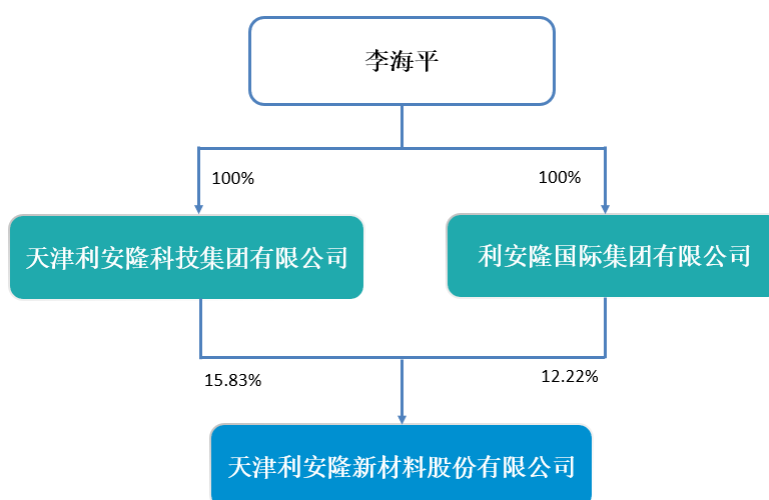 李海平
100%
100%
天津利安隆科技集团有限公司
利安隆国际集团有限公司
15.83%
12.22%
天津利安隆新材料股份有限公司